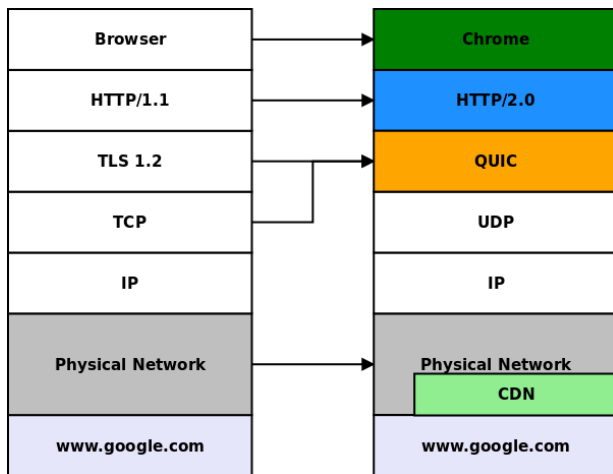 Browser
Chrome
HTTP/1.1
HTTP/2.0
TLS 1.2
QUIC
TCP
UDP
IP
IP
Physical Network
Physical Network
CDN
www.google.com
www.google.com